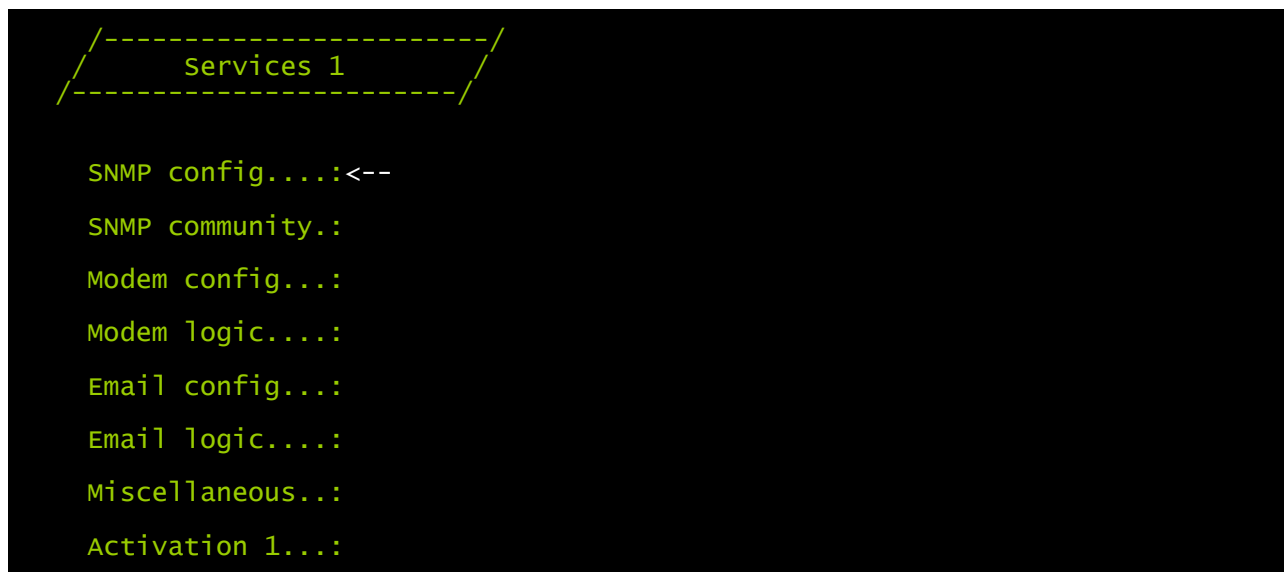 /------------------------/
/ Services 1 /
/------------------------/
SNMP config....:<--
SNMP community.:
Modem config...:
Modem logic....:
Email config...:
Email logic....:
Miscellaneous..:
Activation 1...: